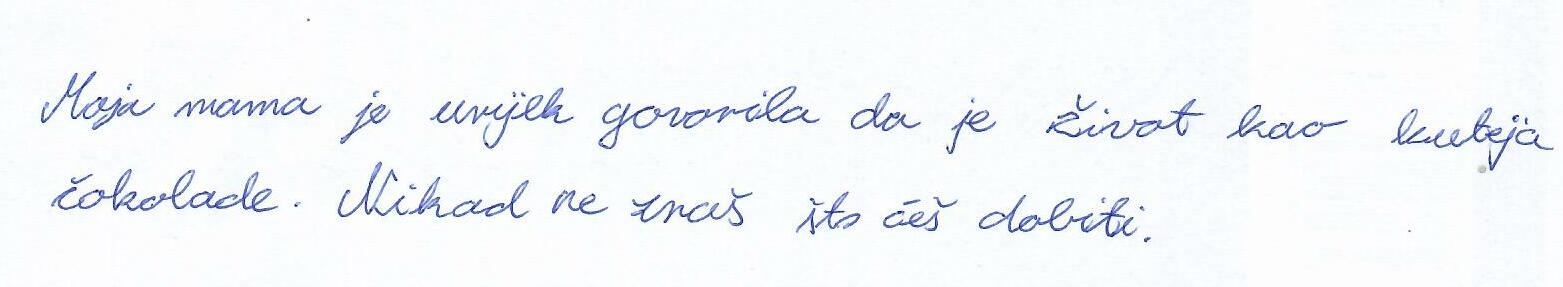 Moja mama je uvijek govorila da je život kao kutija
čokolade. Nikad ne znaš što ćeš dobiti.